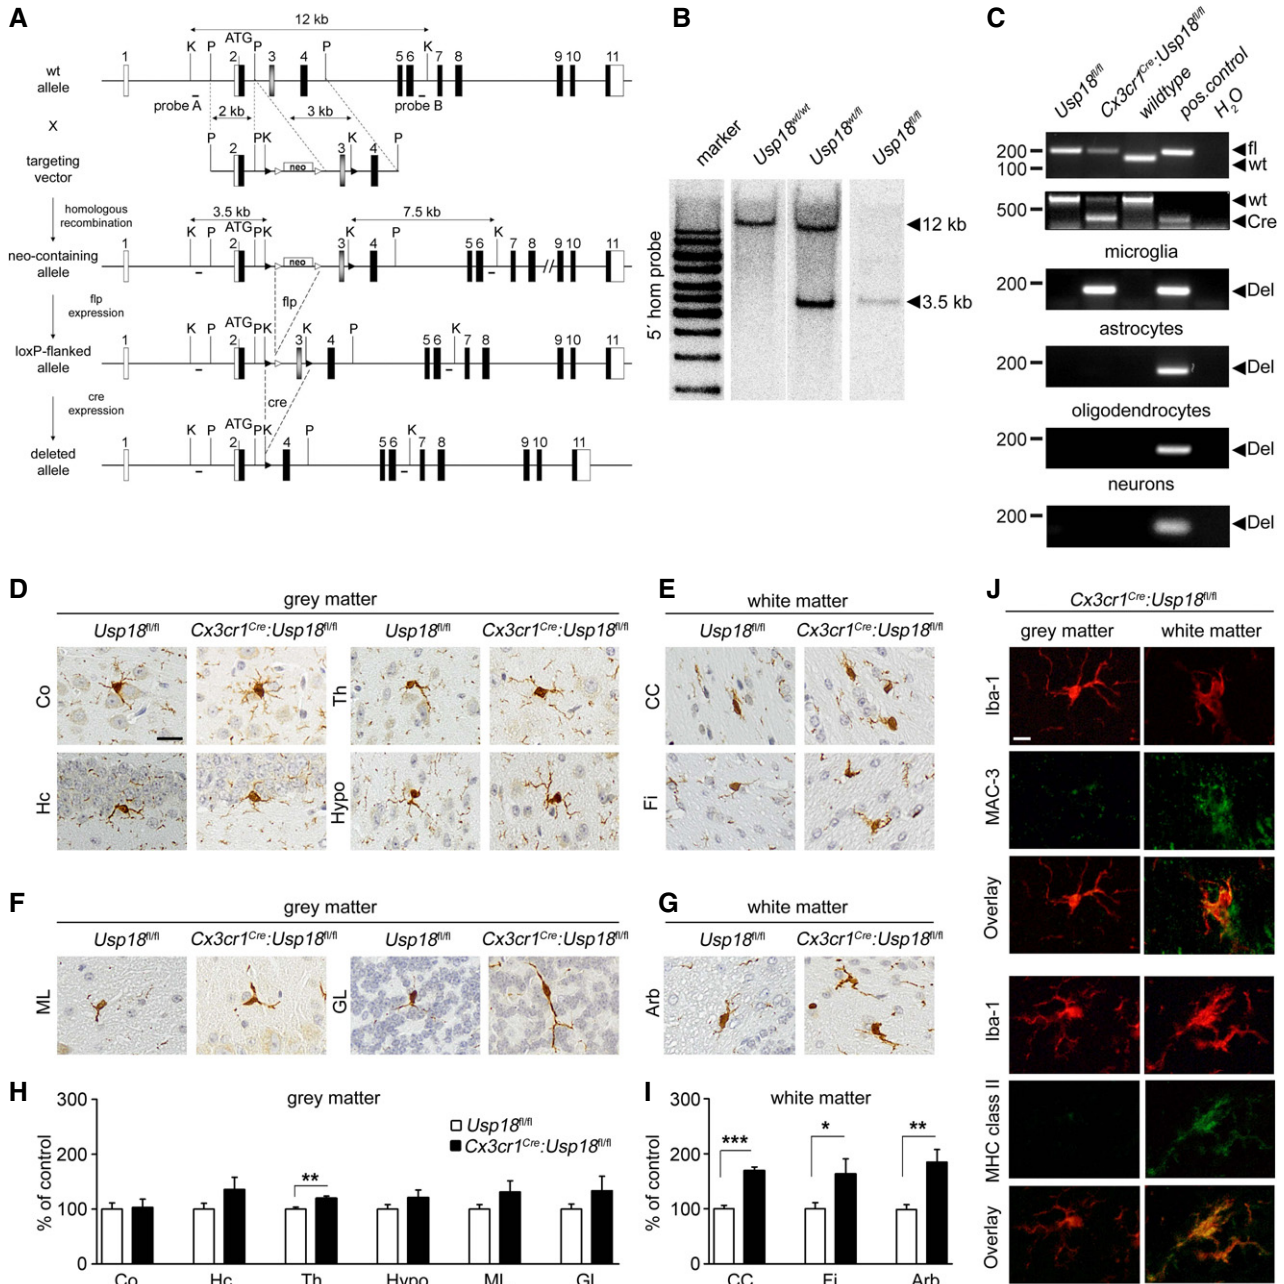 A
12 kb
K P ATG P P K
1 2 3 4 5 6 7 8 9 10 11
wt
allele
probe A
probe B
2 kb
3 kb
X
P PK K P
2 neo 3 4
targeting
vector
homologous
recombination
3.5 kb
7.5 kb
K P ATG PK K P K
1 2 neo 3 4 5 6 7 8 // 9 10 11
neo-containing
allele
flp
expression
flp
K P ATG PK K P K
1 2 3 4 5 6 7 8 9 10 11
loxP-flanked
allele
cre
expression
cre
K P ATG PK P K
1 2 4 5 6 7 8 9 10 11
deleted
allele
B
marker
Usp18wt/wt
Usp18wt/fl
Usp18fl/fl
5´ hom probe
12 kb
3.5 kb
C
Usp18fl/fl
Cx3cr1Cre:Usp18fl/fl
wildtype
pos.control
H2O
200
100
fl
wt
500
wt
Cre
microglia
200
Del
astrocytes
200
Del
oligodendrocytes
200
Del
neurons
200
Del
D
grey matter
Usp18fl/fl Cx3cr1Cre:Usp18fl/fl Usp18fl/fl Cx3cr1Cre:Usp18fl/fl
Co
Th
Hc
Hypo
E
white matter
Usp18fl/fl Cx3cr1Cre:Usp18fl/fl
CC
Fi
F
grey matter
Usp18fl/fl Cx3cr1Cre:Usp18fl/fl Usp18fl/fl Cx3cr1Cre:Usp18fl/fl
ML
GL
G
white matter
Usp18fl/fl Cx3cr1Cre:Usp18fl/fl
Arb
H
grey matter
% of control
300
200
100
0
Usp18fl/fl
Cx3cr1Cre:Usp18fl/fl
**
Co Hc Th Hypo ML GL
I
white matter
% of control
300
200
100
0
*** * **
CC Fi Arb
J
Cx3cr1Cre:Usp18fl/fl
grey matter white matter
Iba-1
MAC-3
Overlay
Iba-1
MHC class II
Overlay